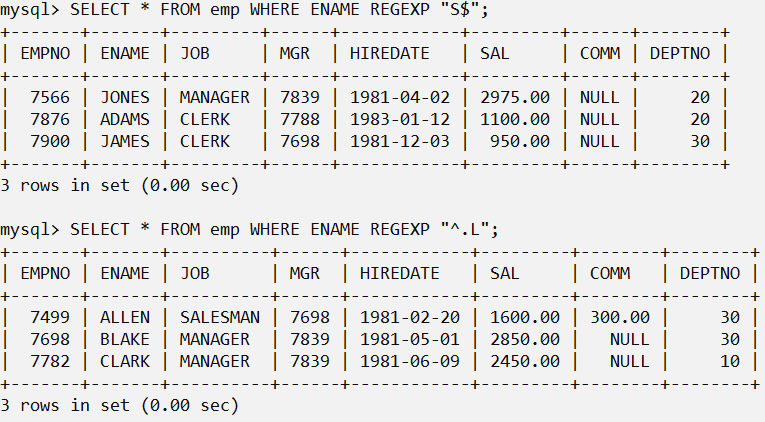 mysql> SELECT * FROM emp WHERE ENAME REGEXP "S$";
+-------+-------+---------+------+------------+---------+------+--------+
| EMPNO | ENAME | JOB     | MGR  | HIREDATE   | SAL     | COMM | DEPTNO |
+-------+-------+---------+------+------------+---------+------+--------+
|  7566 | JONES | MANAGER | 7839 | 1981-04-02 | 2975.00 | NULL |     20 |
|  7876 | ADAMS | CLERK   | 7788 | 1983-01-12 | 1100.00 | NULL |     20 |
|  7900 | JAMES | CLERK   | 7698 | 1981-12-03 |  950.00 | NULL |     30 |
+-------+-------+---------+------+------------+---------+------+--------+
3 rows in set (0.00 sec)

mysql> SELECT * FROM emp WHERE ENAME REGEXP "^.L";
+-------+-------+----------+------+------------+---------+--------+--------+
| EMPNO | ENAME | JOB      | MGR  | HIREDATE   | SAL     | COMM   | DEPTNO |
+-------+-------+----------+------+------------+---------+--------+--------+
|  7499 | ALLEN | SALESMAN | 7698 | 1981-02-20 | 1600.00 | 300.00 |     30 |
|  7698 | BLAKE | MANAGER  | 7839 | 1981-05-01 | 2850.00 |   NULL |     30 |
|  7782 | CLARK | MANAGER  | 7839 | 1981-06-09 | 2450.00 |   NULL |     10 |
+-------+-------+----------+------+------------+---------+--------+--------+
3 rows in set (0.00 sec)